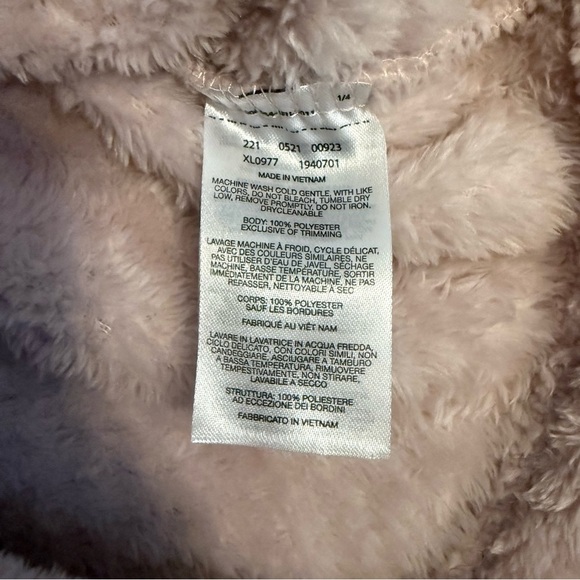 1/4
221 0521 00923
XL0977 1940701
MADE IN VIETNAM
MACHINE WASH COLD GENTLE, WITH LIKE
COLORS, DO NOT BLEACH, TUMBLE DRY
LOW, REMOVE PROMPTLY, DO NOT IRON.
DRYCLEANABLE
BODY: 100% POLYESTER
EXCLUSIVE OF TRIMMING
LAVAGE MACHINE À FROID, CYCLE DÉLICAT,
AVEC DES COULEURS SIMILAIRES, NE
PAS UTILISER D'EAU DE JAVEL, SÉCHAGE
MACHINE, BASSE TEMPÉRATURE, SORTIR
IMMÉDIATEMENT DE LA MACHINE, NE PAS
REPASSER, NETTOYABLE À SEC
CORPS: 100% POLYESTER
SAUF LES BORDURES
FABRIQUÉ AU VIÊT NAM
LAVARE IN LAVATRICE IN ACQUA FREDDA,
CICLO DELICATO, CON COLORI SIMILI, NON
CANDEGGIARE, ASCIUGARE A TAMBURO
A BASSA TEMPERATURA, RIMUOVERE
TEMPESTIVAMENTE, NON STIRARE,
LAVABILE A SECCO
STRUTTURA: 100% POLIESTERE
AD ECCEZIONE DEI BORDINI
FABBRICATO IN VIETNAM